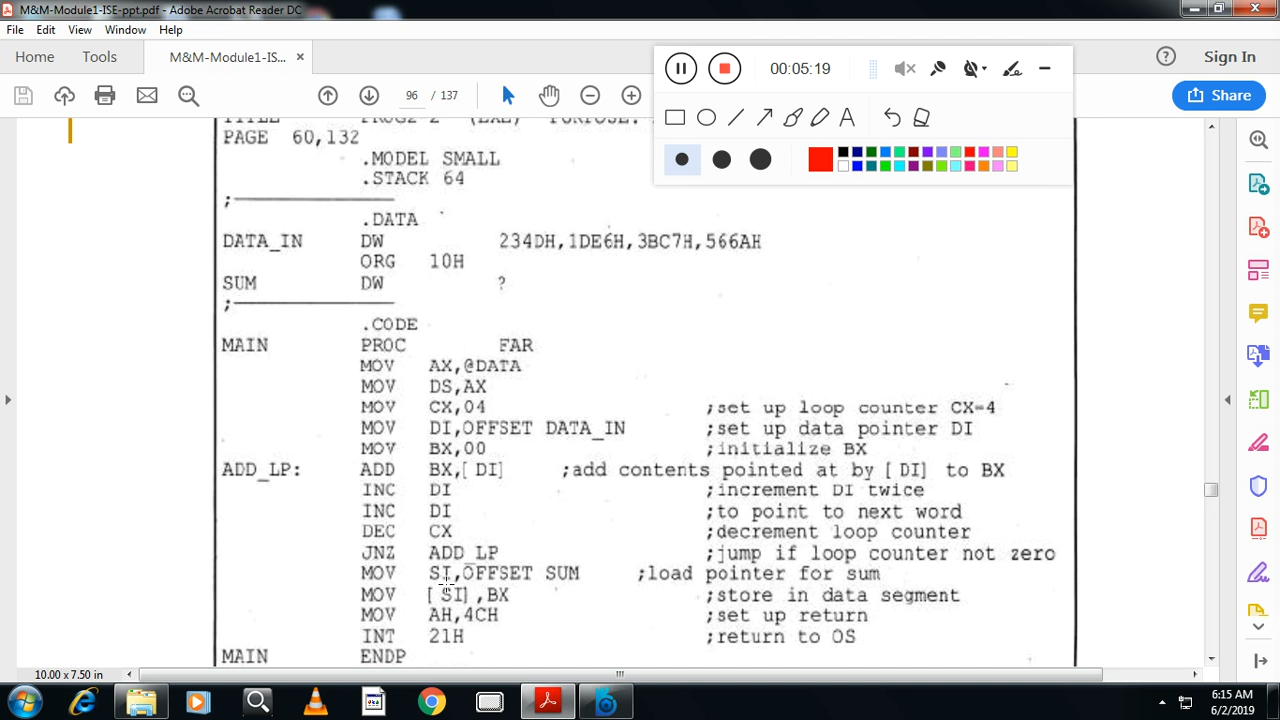 M&M-Module1-ISE-ppt.pdf - Adobe Acrobat Reader DC
File Edit View Window Help
Home Tools M&M-Module1-IS... ×
00:05:19
Sign In
96 / 137
A
Share
PAGE 60,132
.MODEL SMALL
.STACK 64
;
.DATA
DATA_IN DW 234DH,1DE6H,3BC7H,566AH
ORG 10H
SUM DW ?
;
.CODE
MAIN PROC FAR
MOV AX,@DATA
MOV DS,AX
MOV CX,04 ;set up loop counter CX=4
MOV DI,OFFSET DATA_IN ;set up data pointer DI
MOV BX,00 ;initialize BX
ADD_LP: ADD BX,[DI] ;add contents pointed at by [DI] to BX
INC DI ;increment DI twice
INC DI ;to point to next word
DEC CX ;decrement loop counter
JNZ ADD_LP ;jump if loop counter not zero
MOV SI,OFFSET SUM ;load pointer for sum
MOV [SI],BX ;store in data segment
MOV AH,4CH ;set up return
INT 21H ;return to OS
MAIN ENDP
10.00 x 7.50 in
6:15 AM
6/2/2019